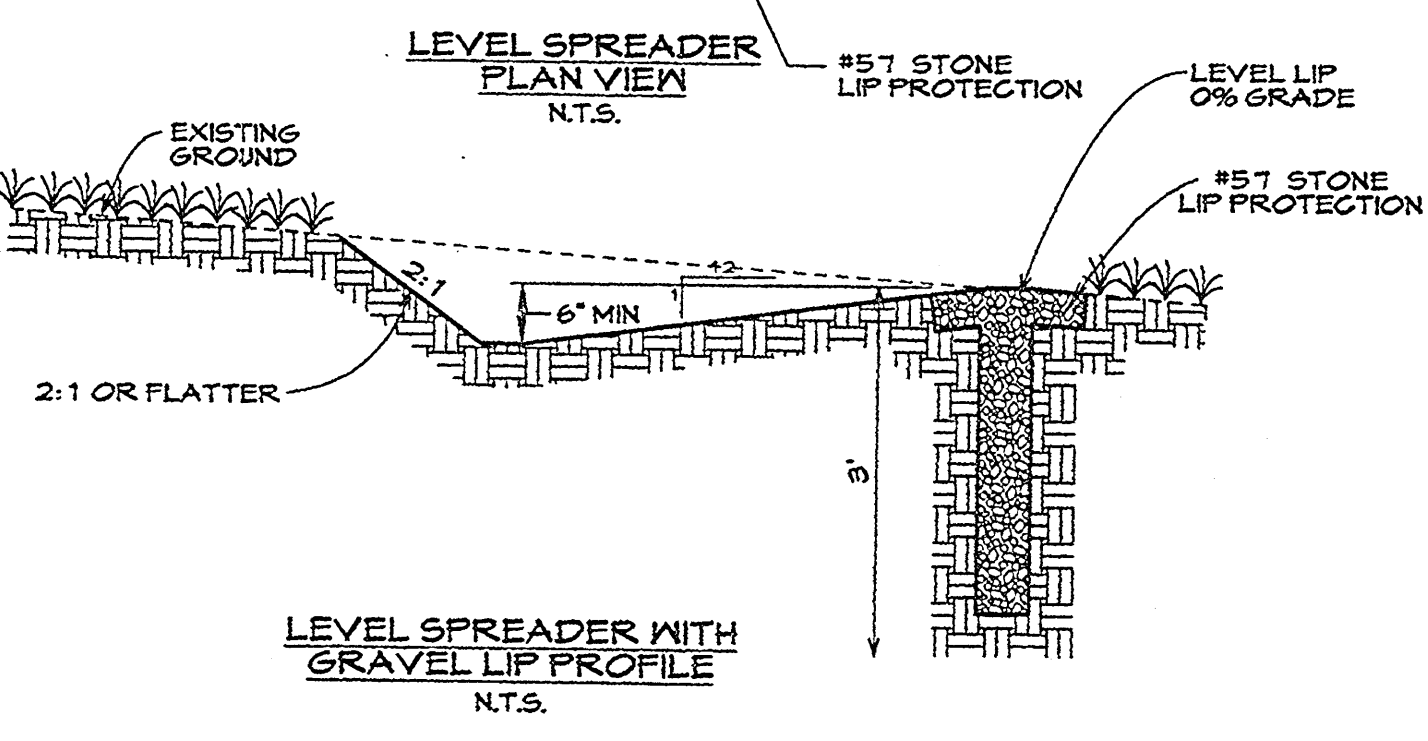 LEVEL SPREADER
PLAN VIEW
N.T.S.
#57 STONE
LIP PROTECTION
LEVEL LIP
0% GRADE
EXISTING
GROUND
#57 STONE
LIP PROTECTION
2:1
42
1
6" MIN
2:1 OR FLATTER
3'
LEVEL SPREADER WITH
GRAVEL LIP PROFILE
N.T.S.